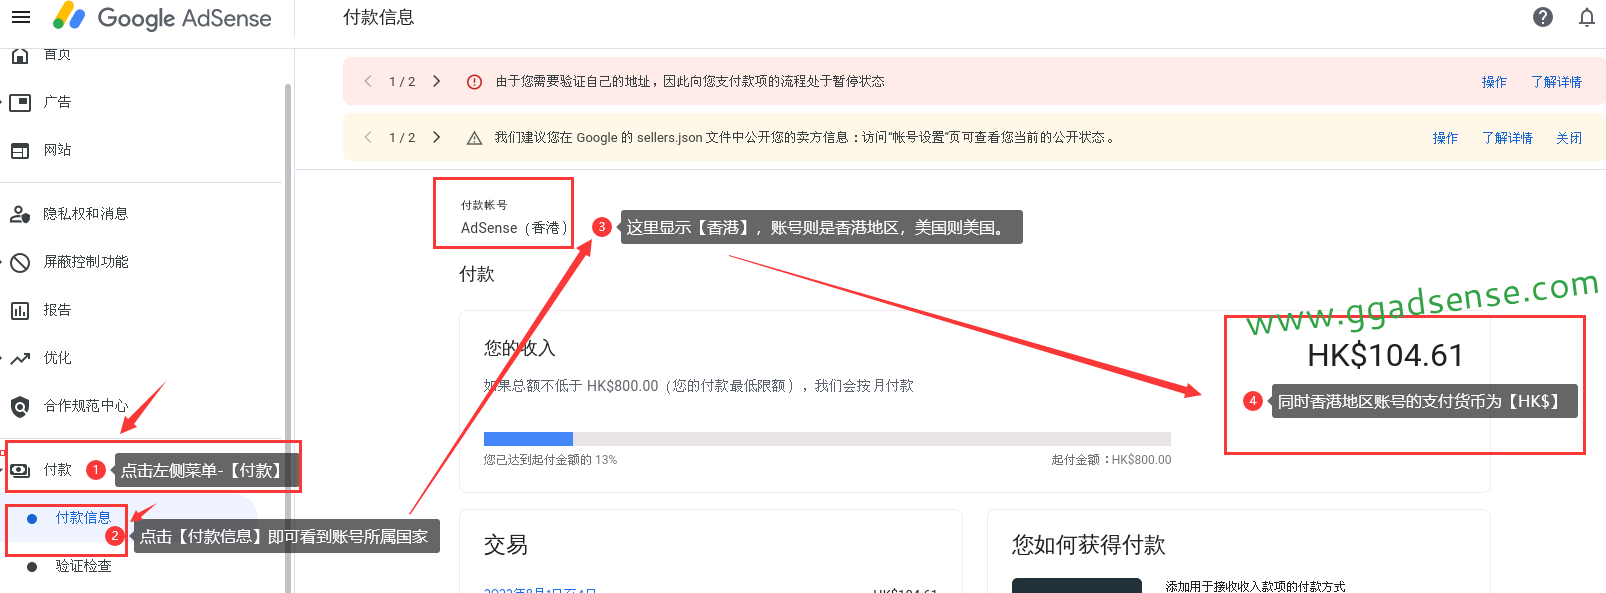 Google AdSense
付款信息
首页
广告
网站
隐私权和消息
屏蔽控制功能
报告
优化
合作规范中心
付款
1 点击左侧菜单-【付款】
付款信息
2 点击【付款信息】即可看到账号所属国家
验证检查
1 / 2 由于您需要验证自己的地址，因此向您支付款项的流程处于暂停状态 操作 了解详情
1 / 2 我们建议您在 Google 的 sellers.json 文件中公开您的卖方信息：访问“帐号设置”页可查看您当前的公开状态。 操作 了解详情 关闭
付款帐号
AdSense（香港）
3 这里显示【香港】，账号则是香港地区，美国则美国。
付款
www.ggadsense.com
您的收入
HK$104.61
如果总额不低于 HK$800.00（您的付款最低限额），我们会按月付款
4 同时香港地区账号的支付货币为【HK$】
您已达到起付金额的 13%
起付金额：HK$800.00
交易
2022年8月1日至4日 HK$104.61
您如何获得付款
添加用于接收收入款项的付款方式